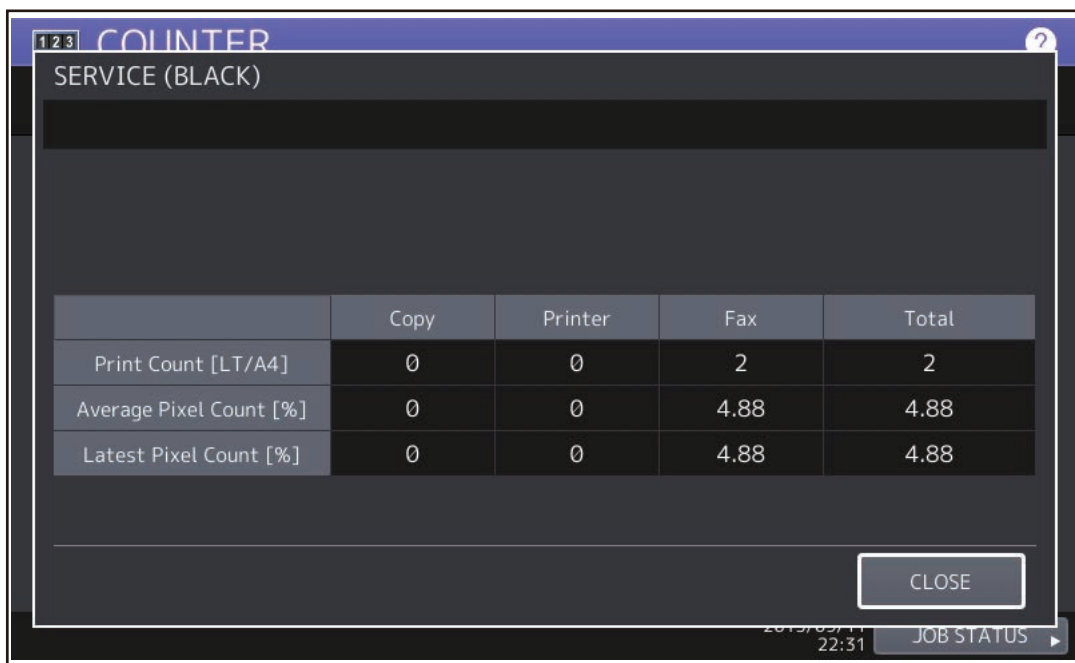 123 COUNTER ?
SERVICE (BLACK)
Copy Printer Fax Total
Print Count [LT/A4] 0 0 2 2
Average Pixel Count [%] 0 0 4.88 4.88
Latest Pixel Count [%] 0 0 4.88 4.88
CLOSE
22:31 JOB STATUS